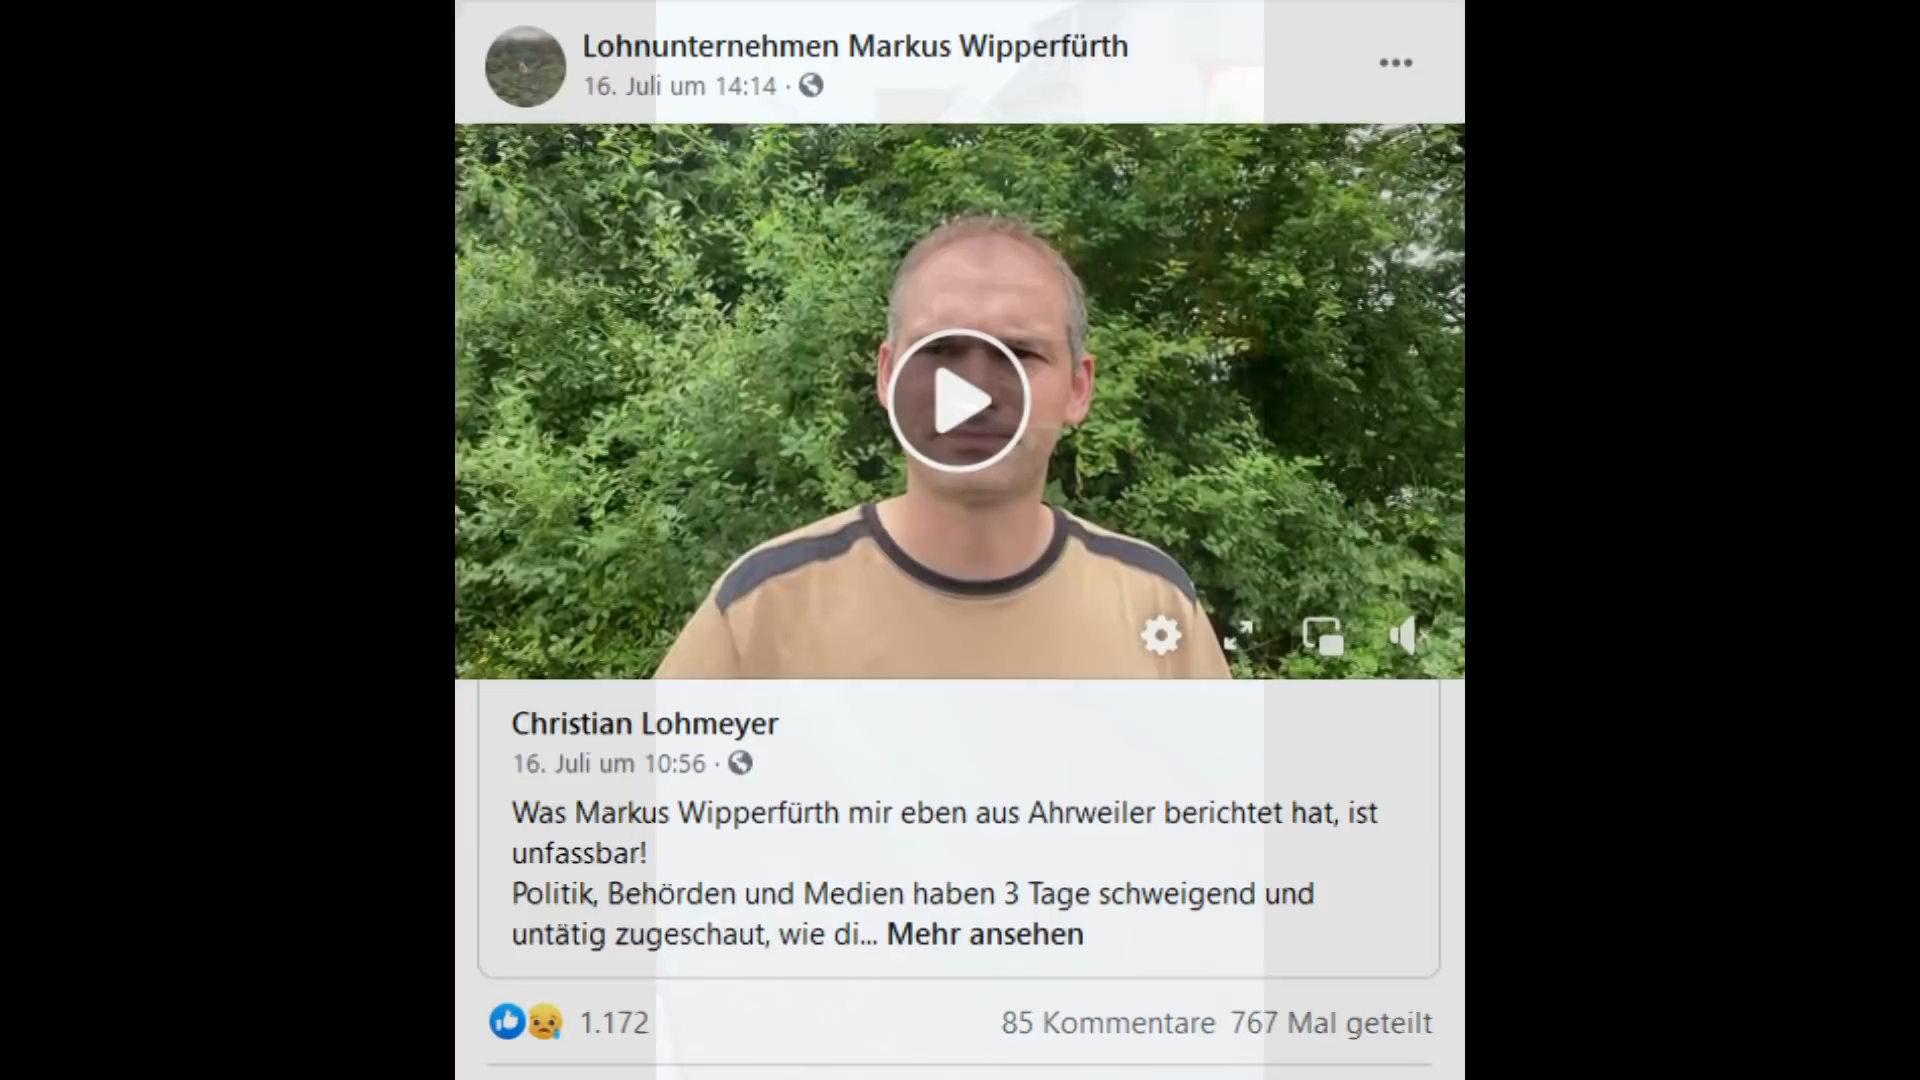 Lohnunternehmen Markus Wipperfürth
16. Juli um 14:14 ·
Christian Lohmeyer
16. Juli um 10:56 ·
Was Markus Wipperfürth mir eben aus Ahrweiler berichtet hat, ist
unfassbar!
Politik, Behörden und Medien haben 3 Tage schweigend und
untätig zugeschaut, wie di... Mehr ansehen
1.172
85 Kommentare 767 Mal geteilt